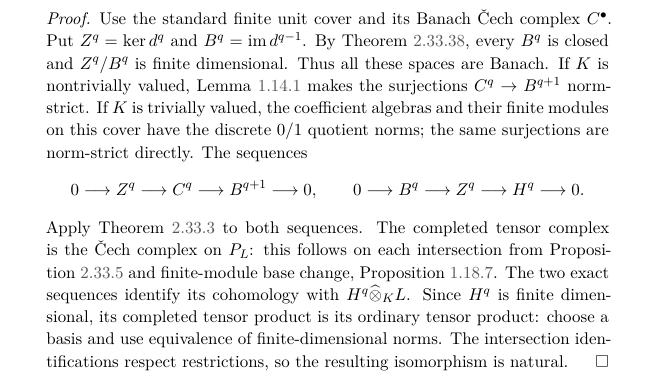 Proof. Use the standard finite unit cover and its Banach Čech complex C•.
Put Z^q = ker d^q and B^q = im d^{q−1}. By Theorem 2.33.38, every B^q is closed
and Z^q/B^q is finite dimensional. Thus all these spaces are Banach. If K is
nontrivially valued, Lemma 1.14.1 makes the surjections C^q → B^{q+1} norm-
strict. If K is trivially valued, the coefficient algebras and their finite modules
on this cover have the discrete 0/1 quotient norms; the same surjections are
norm-strict directly. The sequences
0 ⟶ Z^q ⟶ C^q ⟶ B^{q+1} ⟶ 0, 0 ⟶ B^q ⟶ Z^q ⟶ H^q ⟶ 0.
Apply Theorem 2.33.3 to both sequences. The completed tensor complex
is the Čech complex on P_L: this follows on each intersection from Proposi-
tion 2.33.5 and finite-module base change, Proposition 1.18.7. The two exact
sequences identify its cohomology with H^q ⊗̂_K L. Since H^q is finite dimen-
sional, its completed tensor product is its ordinary tensor product: choose a
basis and use equivalence of finite-dimensional norms. The intersection iden-
tifications respect restrictions, so the resulting isomorphism is natural. □